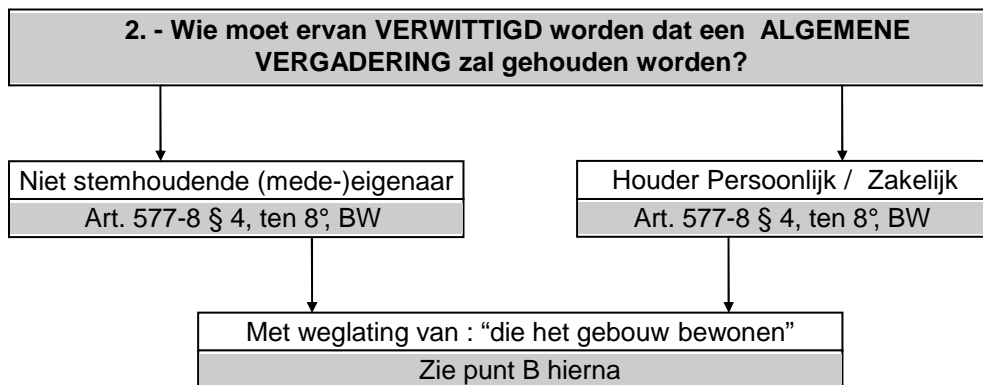 2. - Wie moet ervan VERWITTIGD worden dat een ALGEMENE
VERGADERING zal gehouden worden?
Niet stemhoudende (mede-)eigenaar
Art. 577-8 § 4, ten 8°, BW
Houder Persoonlijk / Zakelijk
Art. 577-8 § 4, ten 8°, BW
Met weglating van : “die het gebouw bewonen”
Zie punt B hierna